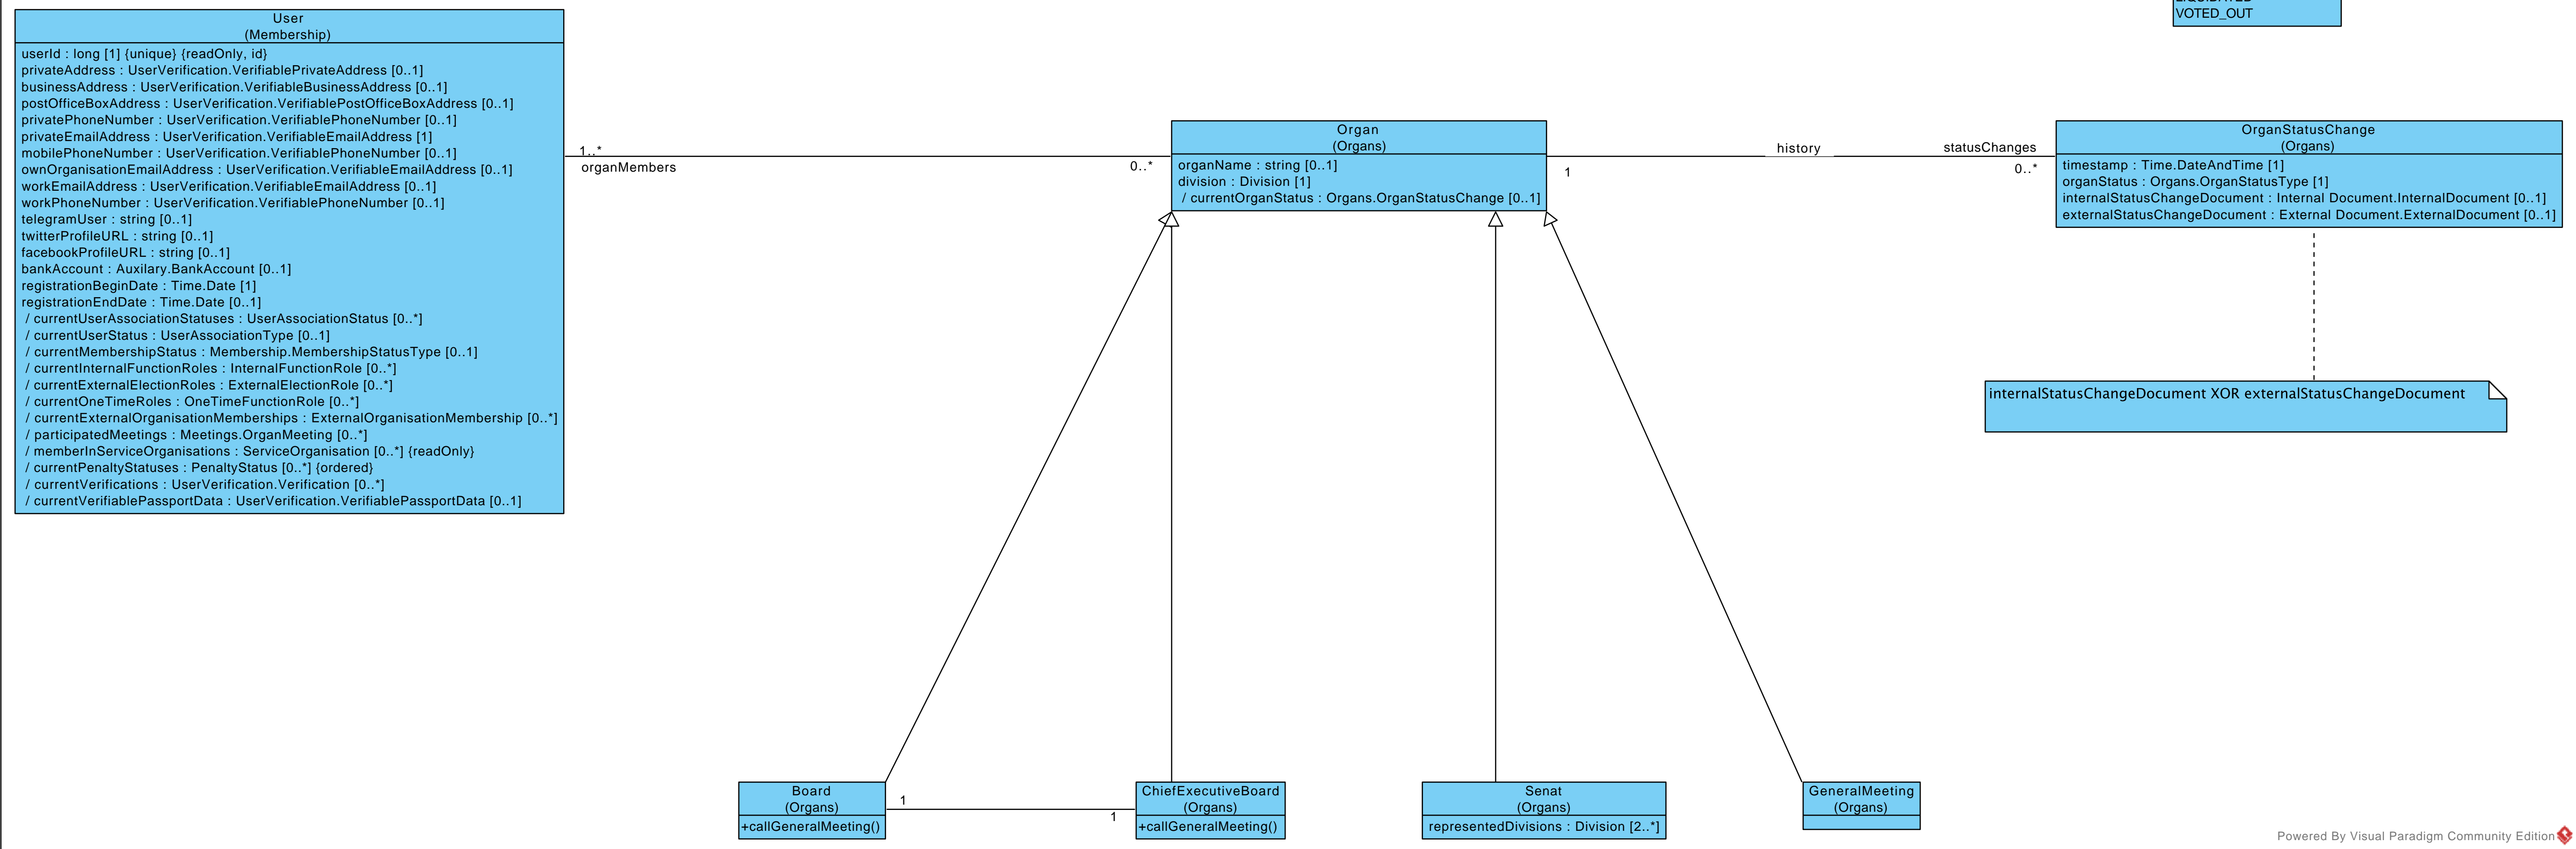 User
(Membership)
userId : long [1] {unique} {readOnly, id}
privateAddress : UserVerification.VerifiablePrivateAddress [0..1]
businessAddress : UserVerification.VerifiableBusinessAddress [0..1]
postOfficeBoxAddress : UserVerification.VerifiablePostOfficeBoxAddress [0..1]
privatePhoneNumber : UserVerification.VerifiablePhoneNumber [0..1]
privateEmailAddress : UserVerification.VerifiableEmailAddress [1]
mobilePhoneNumber : UserVerification.VerifiablePhoneNumber [0..1]
ownOrganisationEmailAddress : UserVerification.VerifiableEmailAddress [0..1]
workEmailAddress : UserVerification.VerifiableEmailAddress [0..1]
workPhoneNumber : UserVerification.VerifiablePhoneNumber [0..1]
telegramUser : string [0..1]
twitterProfileURL : string [0..1]
facebookProfileURL : string [0..1]
bankAccount : Auxilary.BankAccount [0..1]
registrationBeginDate : Time.Date [1]
registrationEndDate : Time.Date [0..1]
/ currentUserAssociationStatuses : UserAssociationStatus [0..*]
/ currentUserStatus : UserAssociationType [0..1]
/ currentMembershipStatus : Membership.MembershipStatusType [0..1]
/ currentInternalFunctionRoles : InternalFunctionRole [0..*]
/ currentExternalElectionRoles : ExternalElectionRole [0..*]
/ currentOneTimeRoles : OneTimeFunctionRole [0..*]
/ currentExternalOrganisationMemberships : ExternalOrganisationMembership [0..*]
/ participatedMeetings : Meetings.OrganMeeting [0..*]
/ memberInServiceOrganisations : ServiceOrganisation [0..*] {readOnly}
/ currentPenaltyStatuses : PenaltyStatus [0..*] {ordered}
/ currentVerifications : UserVerification.Verification [0..*]
/ currentVerifiablePassportData : UserVerification.VerifiablePassportData [0..1]
1..*
organMembers
0..*
Organ
(Organs)
organName : string [0..1]
division : Division [1]
/ currentOrganStatus : Organs.OrganStatusChange [0..1]
1
history
statusChanges
0..*
VOTED_OUT
OrganStatusChange
(Organs)
timestamp : Time.DateAndTime [1]
organStatus : Organs.OrganStatusType [1]
internalStatusChangeDocument : Internal Document.InternalDocument [0..1]
externalStatusChangeDocument : External Document.ExternalDocument [0..1]
internalStatusChangeDocument XOR externalStatusChangeDocument
Board
(Organs)
+callGeneralMeeting()
1
1
ChiefExecutiveBoard
(Organs)
+callGeneralMeeting()
Senat
(Organs)
representedDivisions : Division [2..*]
GeneralMeeting
(Organs)
Powered By Visual Paradigm Community Edition